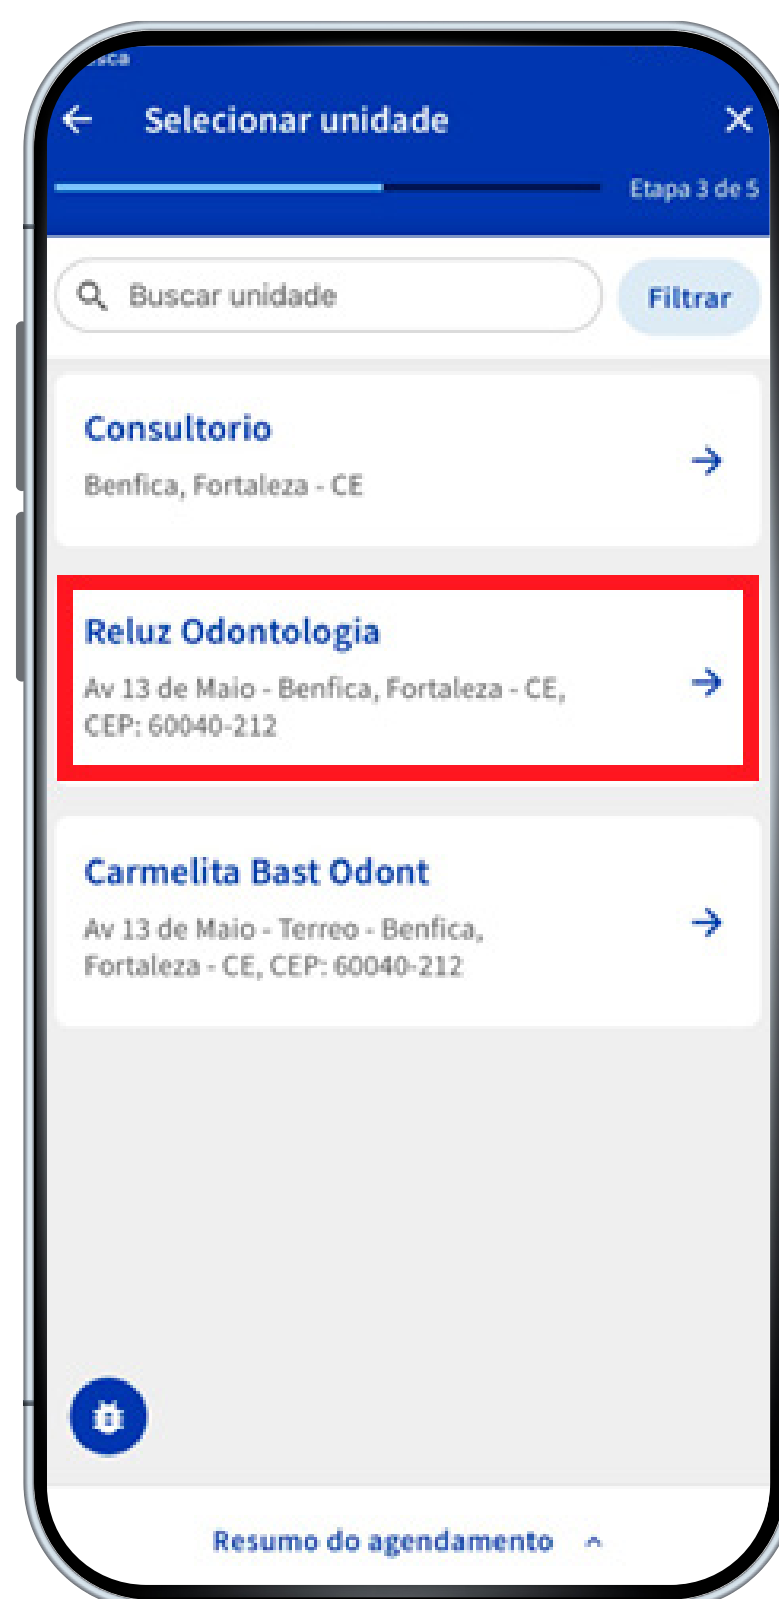 Selecionar unidade
Etapa 3 de 5
Buscar unidade
Filtrar
Consultorio
Benfica, Fortaleza - CE
Reluz Odontologia
Av 13 de Maio - Benfica, Fortaleza - CE,
CEP: 60040-212
Carmelita Bast Odont
Av 13 de Maio - Terreo - Benfica,
Fortaleza - CE, CEP: 60040-212
Resumo do agendamento